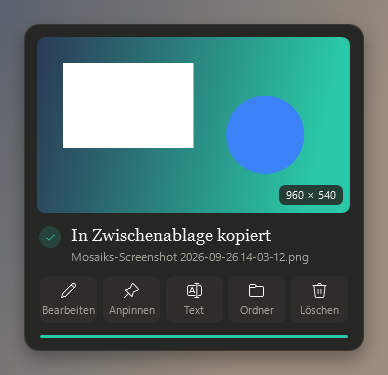 960 × 540
In Zwischenablage kopiert
Mosaiks-Screenshot 2026-09-26 14-03-12.png
Bearbeiten
Anpinnen
Text
Ordner
Löschen